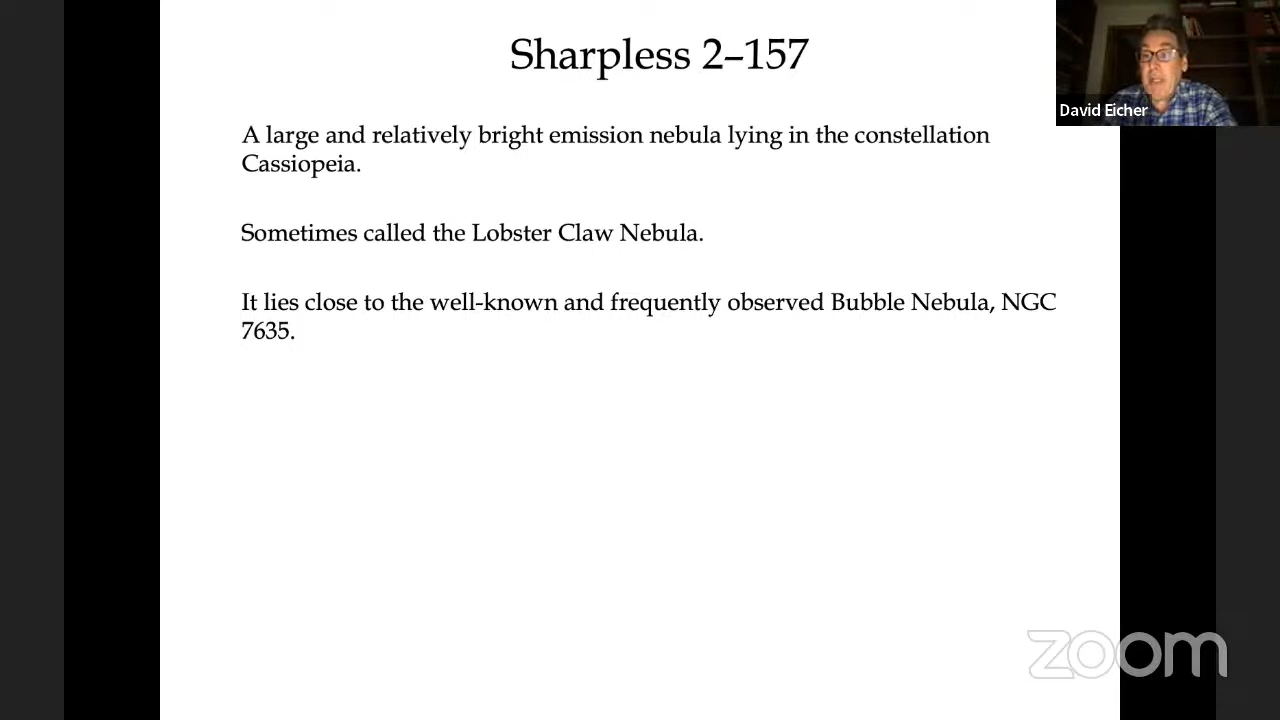 Sharpless 2–157
David Eicher
A large and relatively bright emission nebula lying in the constellation
Cassiopeia.
Sometimes called the Lobster Claw Nebula.
It lies close to the well-known and frequently observed Bubble Nebula, NGC
7635.
zoom